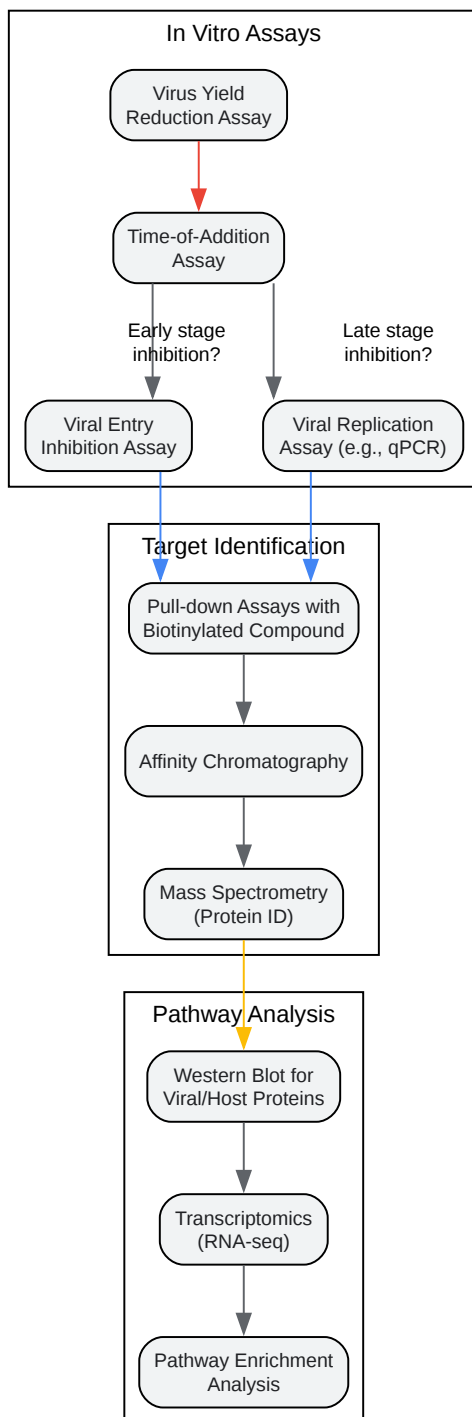 In Vitro Assays
Virus Yield
Reduction Assay
Time-of-Addition
Assay
Early stage
inhibition?
Late stage
inhibition?
Viral Entry
Inhibition Assay
Viral Replication
Assay (e.g., qPCR)
Target Identification
Pull-down Assays with
Biotinylated Compound
Affinity Chromatography
Mass Spectrometry
(Protein ID)
Pathway Analysis
Western Blot for
Viral/Host Proteins
Transcriptomics
(RNA-seq)
Pathway Enrichment
Analysis